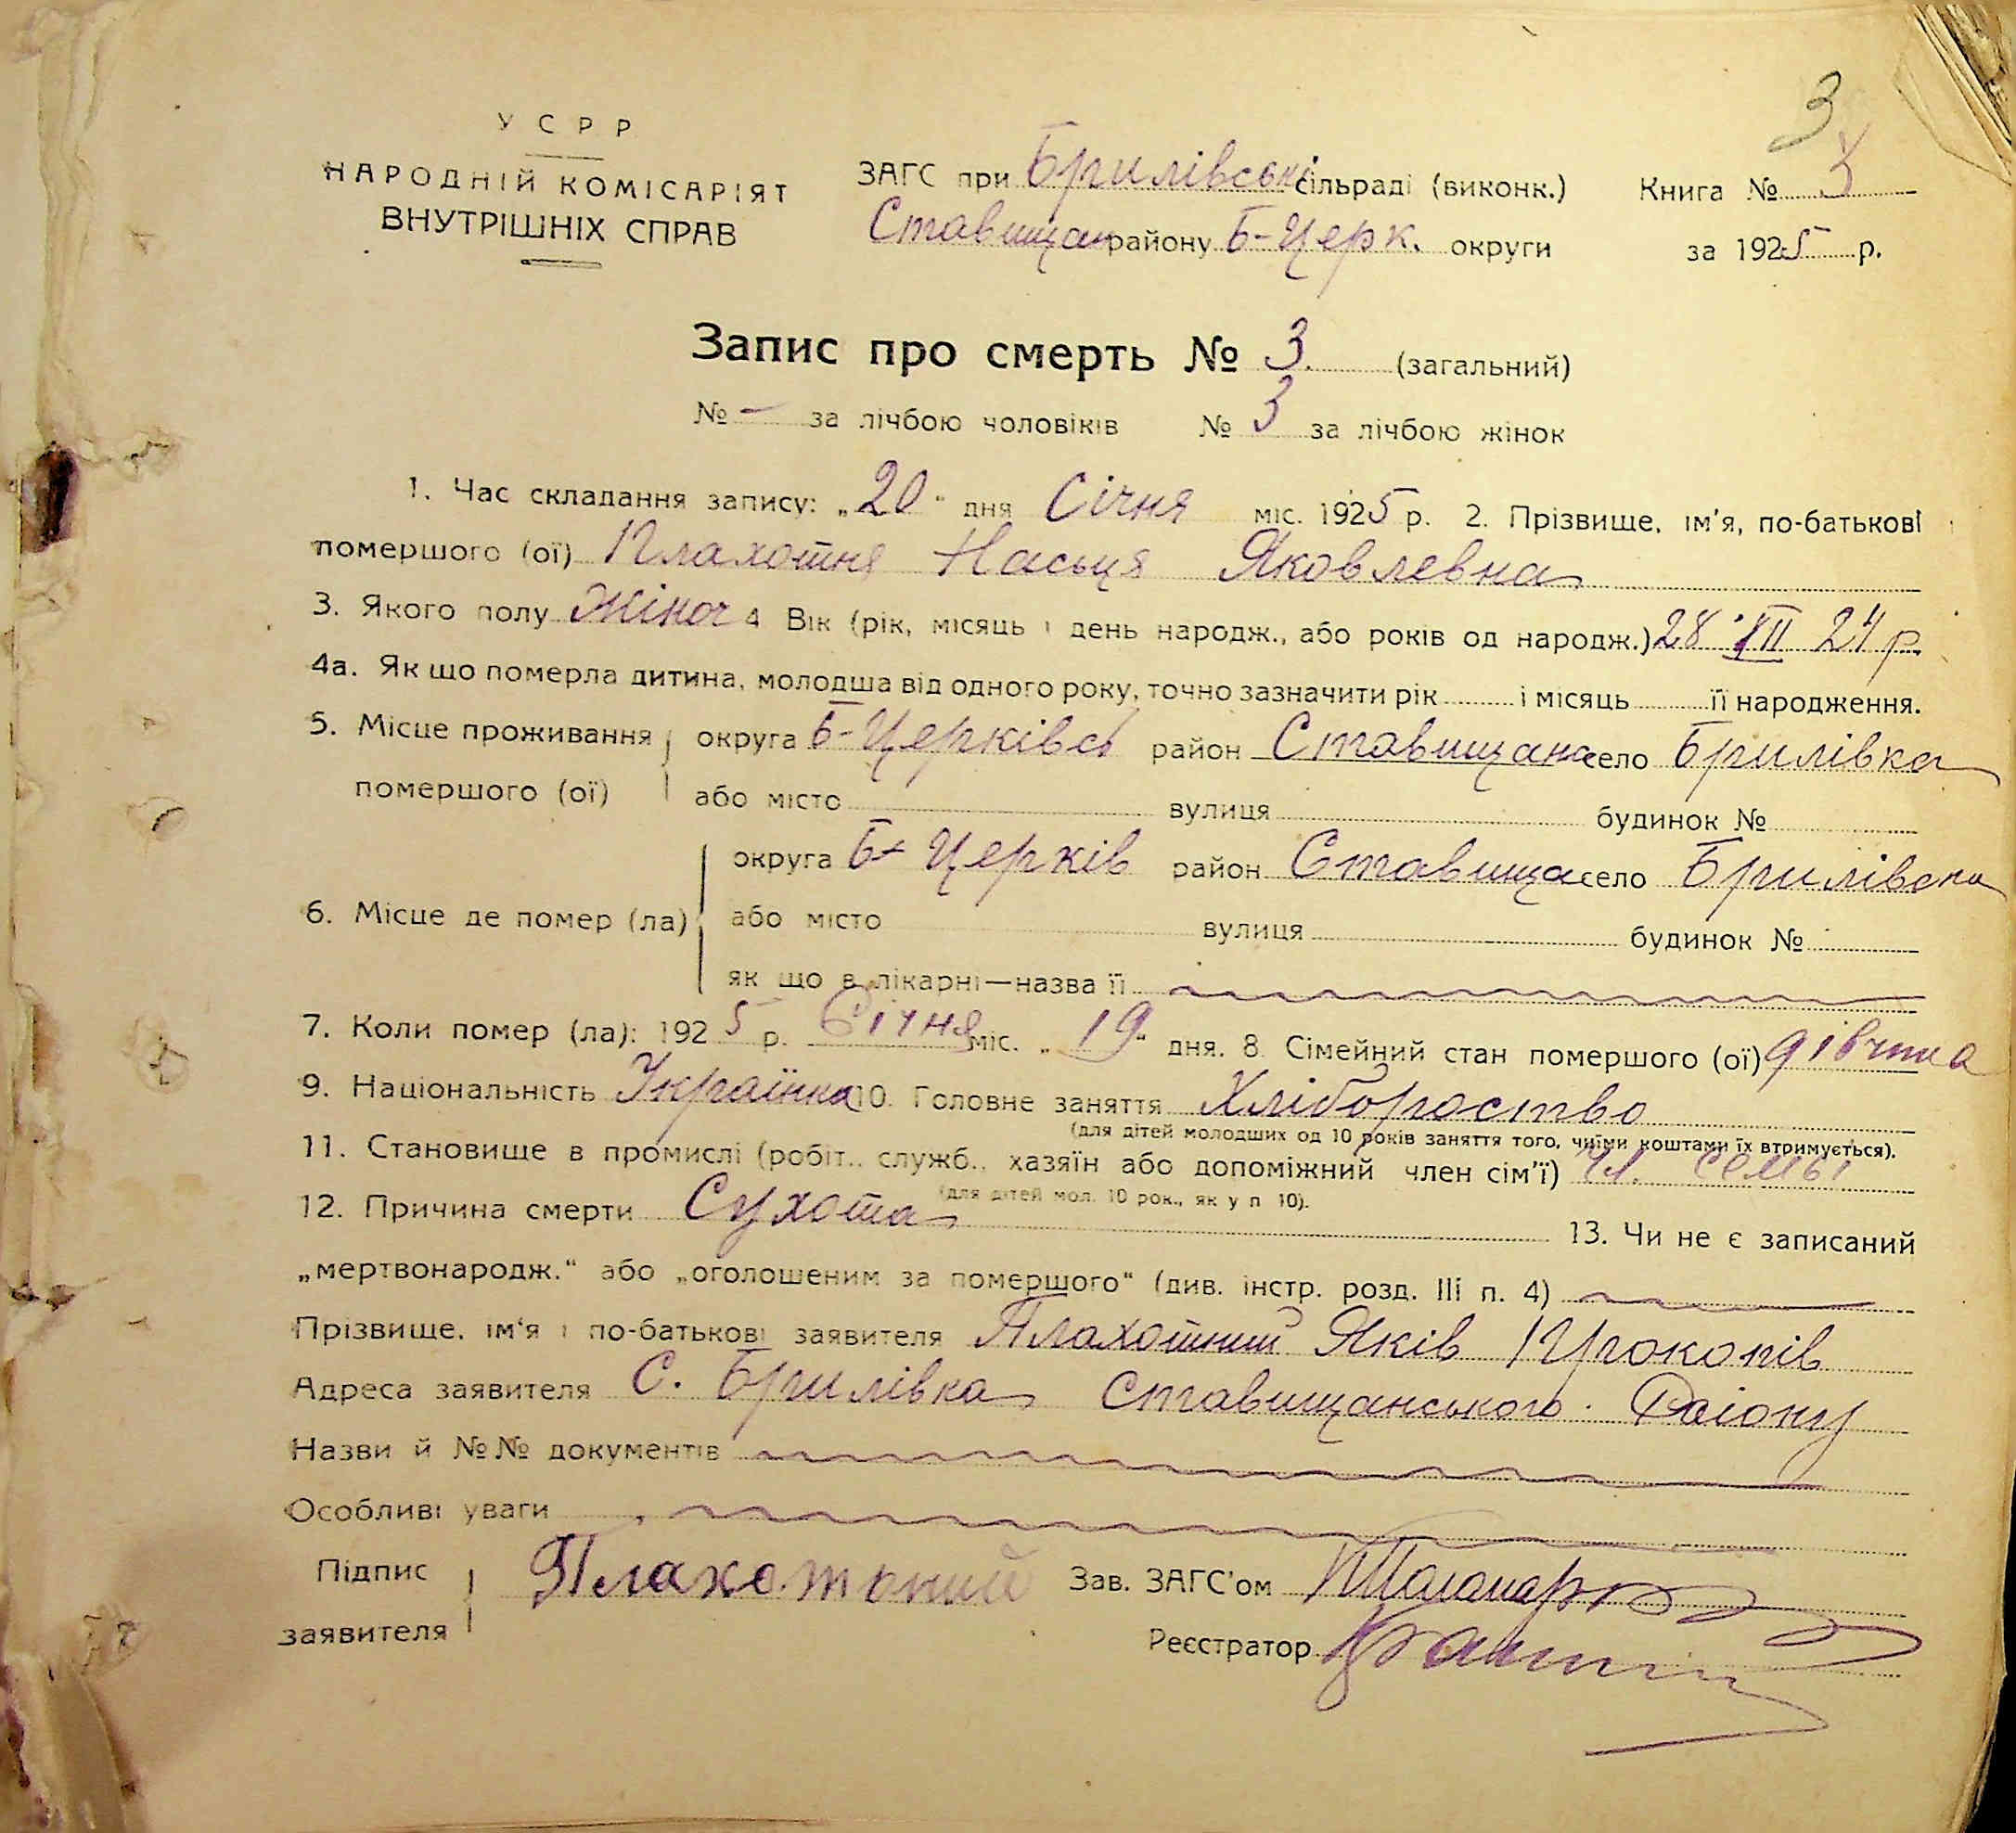 3
У С Р Р
НАРОДНІЙ КОМІСАРІЯТ
ВНУТРІШНІХ СПРАВ
ЗАГС при Брилівські сільраді (виконк.) Книга № 3
Ставищан району Б-Церк. округи за 1925 р.
Запис про смерть № 3. (загальний)
№ – за лічбою чоловіків № 3 за лічбою жінок
1. Час складання запису: „20" дня Січня міс. 1925 р. 2. Прізвище, ім'я, по-батькові
помершого (ої) Плахотня Насьця Яковлевна
3. Якого полу Жіноч 4 Вік (рік, місяць і день народж., або років од народж.) 28 XII 24 р.
4а. Як що померла дитина, молодша від одного року, точно зазначити рік і місяць її народження.
5. Місце проживання округа Б-Церківсь район Ставищан село Брилівка
помершого (ої) або місто вулиця будинок №
округа Б-Церків район Ставища село Брилівка
6. Місце де помер (ла) або місто вулиця будинок №
як що в лікарні—назва її
7. Коли помер (ла): 1925 р. Січня міс. „19" дня. 8. Сімейний стан помершого (ої) дівчина
9. Національність Українка 10. Головне заняття Хлібороство
(для дітей молодших од 10 років заняття того, чиїми коштами їх втримується).
11. Становище в промислі (робіт., служб., хазяїн або допоміжний член сім'ї) Чл. семьі
(для дітей мол. 10 рок., як у п 10).
12. Причина смерти Сухота 13. Чи не є записаний
„мертвонародж." або „оголошеним за помершого" (див. інстр. розд. III п. 4)
Прізвище, ім'я і по-батькові заявителя Плахотний Яків Прокопів
Адреса заявителя С. Брилівка Ставищанського Району
Назви й №№ документів
Особливі уваги
Підпис заявителя Плахотний Зав. ЗАГС'ом
Реєстратор